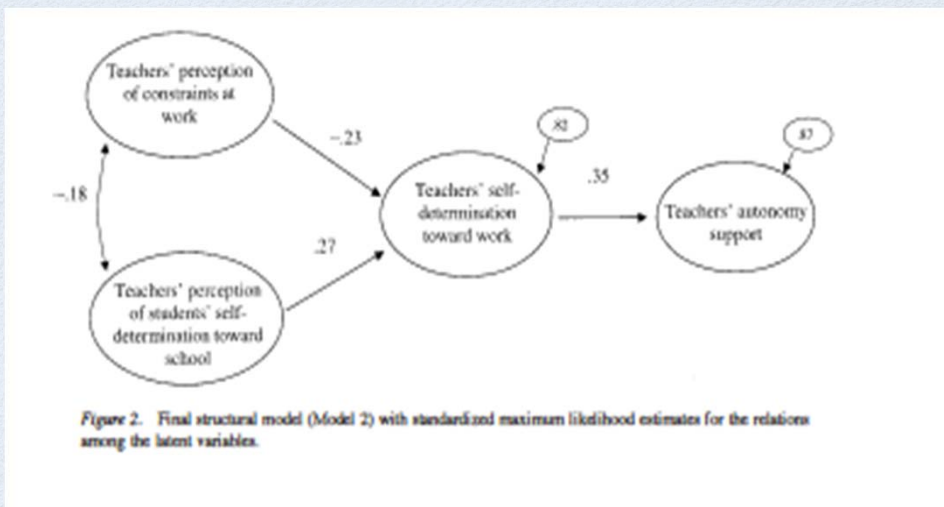 Teachers' perception
of constraints at
work
-.23
-.18
.27
Teachers' perception
of students' self-
determination toward
school
Teachers' self-
determination
toward work
.35
Teachers' autonomy
support
.87
Figure 2. Final structural model (Model 2) with standardized maximum likelihood estimates for the relations
among the latent variables.